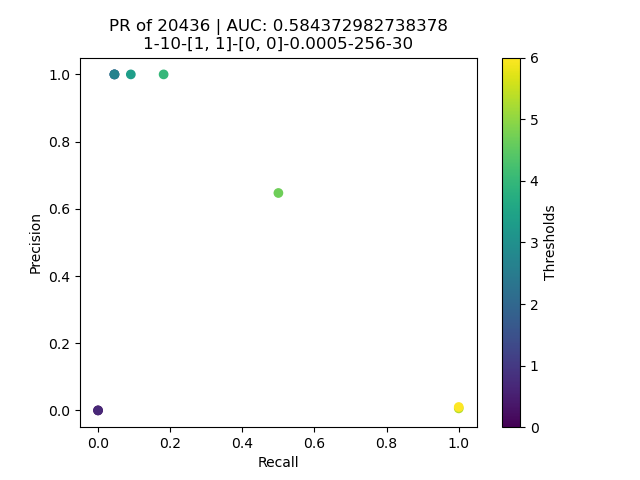 PR of 20436 | AUC: 0.584372982738378
1-10-[1, 1]-[0, 0]-0.0005-256-30
1.0
0.8
0.6
0.4
0.2
0.0
Precision
0.0 0.2 0.4 0.6 0.8 1.0
Recall
6
5
4
3
2
1
0
Thresholds